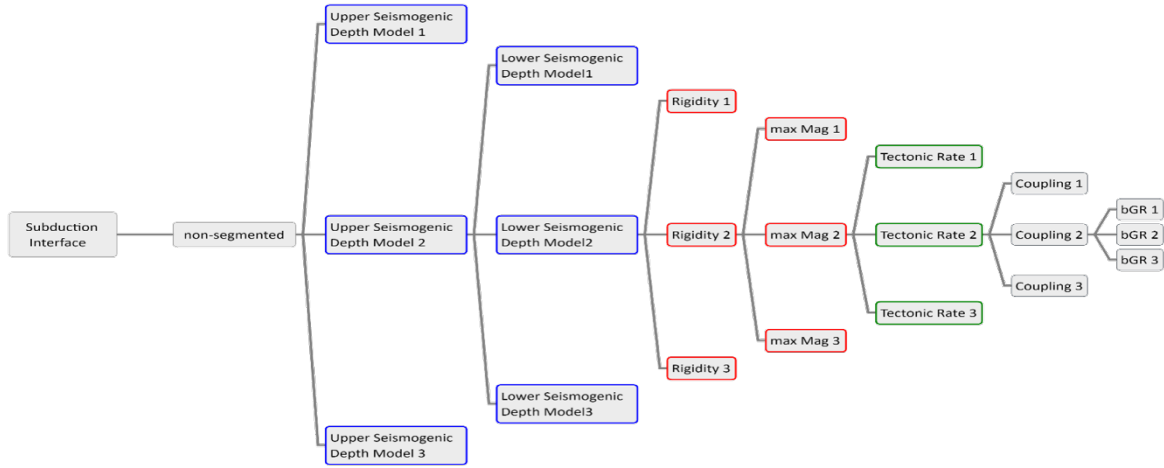 Subduction
Interface
non-segmented
Upper Seismogenic
Depth Model 1
Upper Seismogenic
Depth Model 2
Upper Seismogenic
Depth Model 3
Lower Seismogenic
Depth Model1
Lower Seismogenic
Depth Model2
Lower Seismogenic
Depth Model3
Rigidity 1
Rigidity 2
Rigidity 3
max Mag 1
max Mag 2
max Mag 3
Tectonic Rate 1
Tectonic Rate 2
Tectonic Rate 3
Coupling 1
Coupling 2
Coupling 3
bGR 1
bGR 2
bGR 3